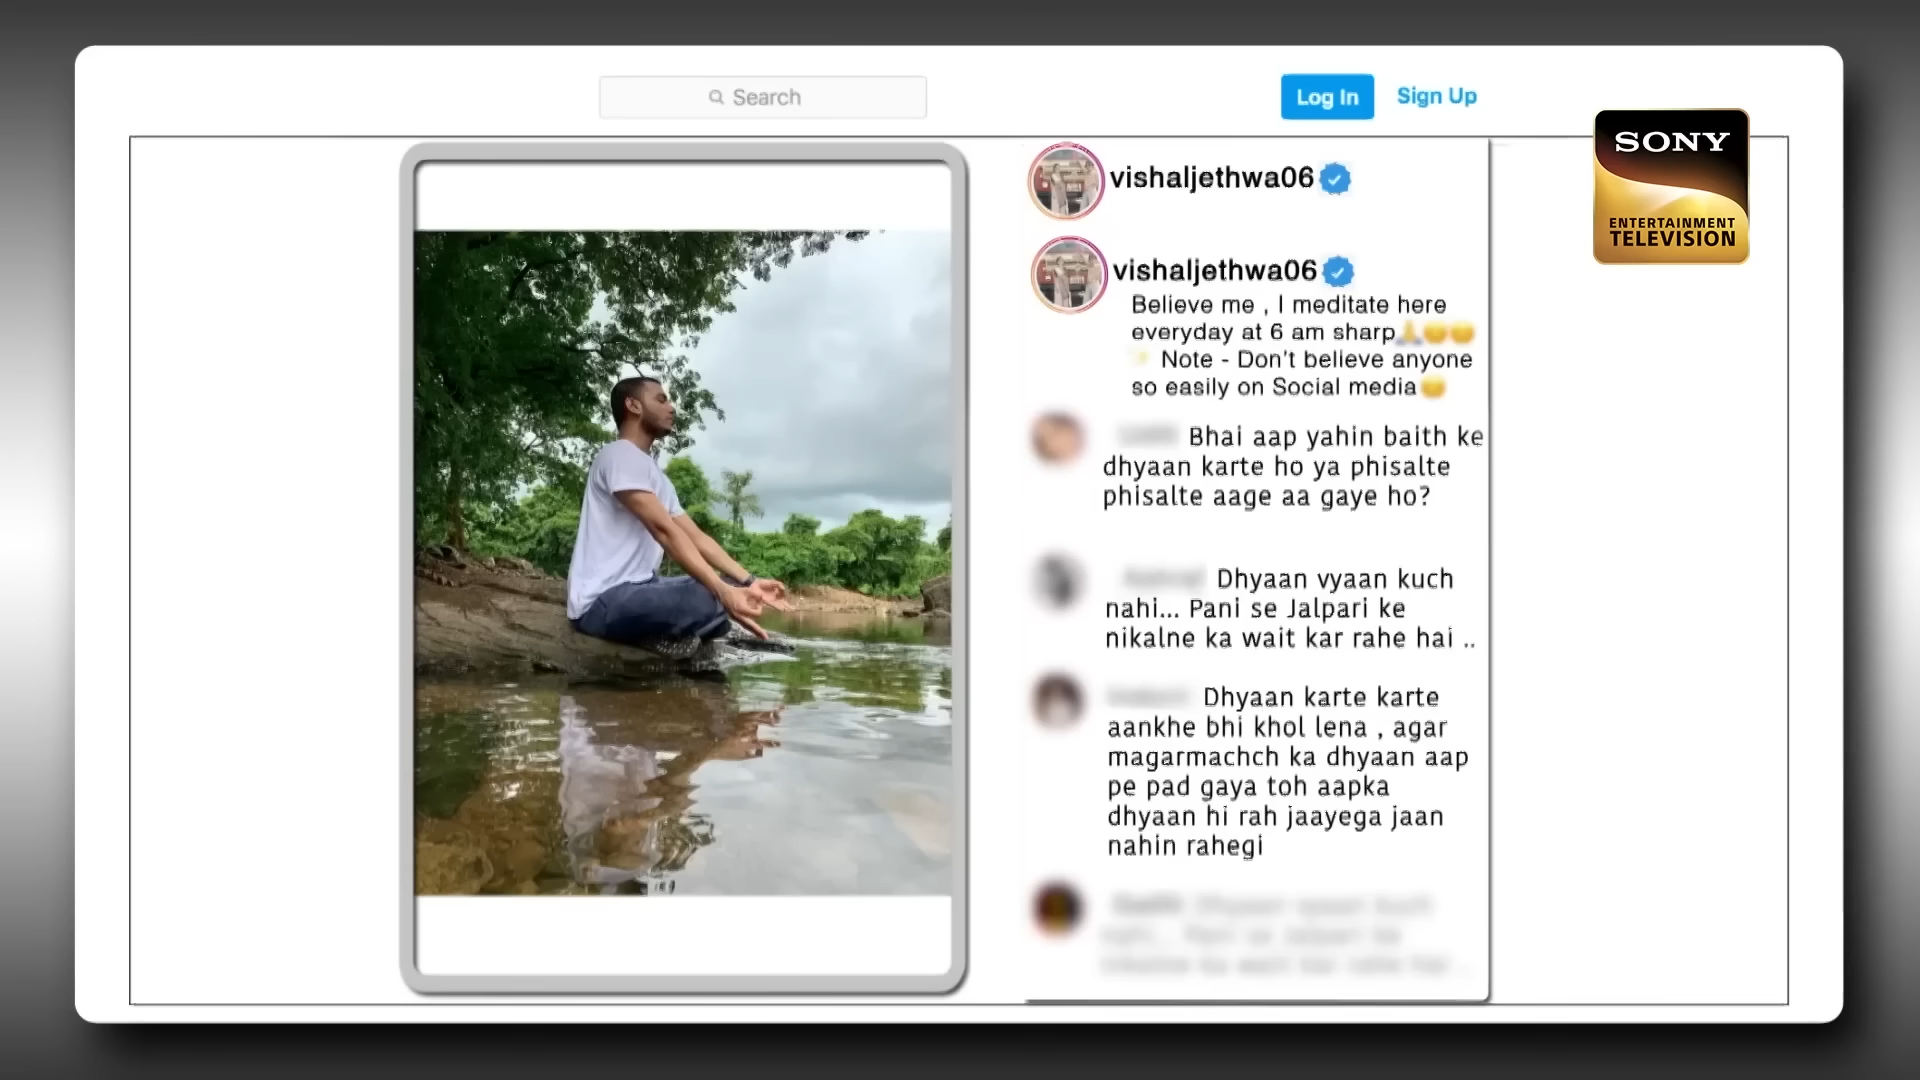 Search
Log In
Sign Up
SONY
ENTERTAINMENT
TELEVISION
vishaljethwa06
vishaljethwa06
Believe me , I meditate here
everyday at 6 am sharp🙏😌😌
✨ Note - Don't believe anyone
so easily on Social media😌
Bhai aap yahin baith ke
dhyaan karte ho ya phisalte
phisalte aage aa gaye ho?
Dhyaan vyaan kuch
nahi... Pani se Jalpari ke
nikalne ka wait kar rahe hai ..
Dhyaan karte karte
aankhe bhi khol lena , agar
magarmachch ka dhyaan aap
pe pad gaya toh aapka
dhyaan hi rah jaayega jaan
nahin rahegi